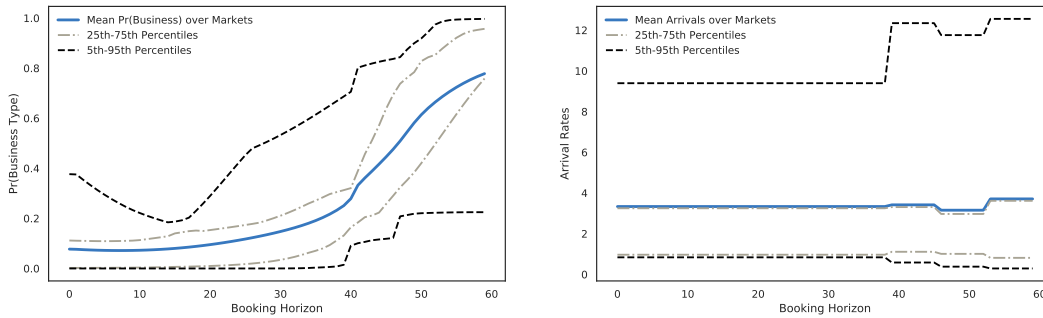 Mean Pr(Business) over Markets
25th-75th Percentiles
5th-95th Percentiles
Pr(Business Type)
1.0
0.8
0.6
0.4
0.2
0.0
0 10 20 30 40 50 60
Booking Horizon
Mean Arrivals over Markets
25th-75th Percentiles
5th-95th Percentiles
Arrival Rates
12
10
8
6
4
2
0
0 10 20 30 40 50 60
Booking Horizon